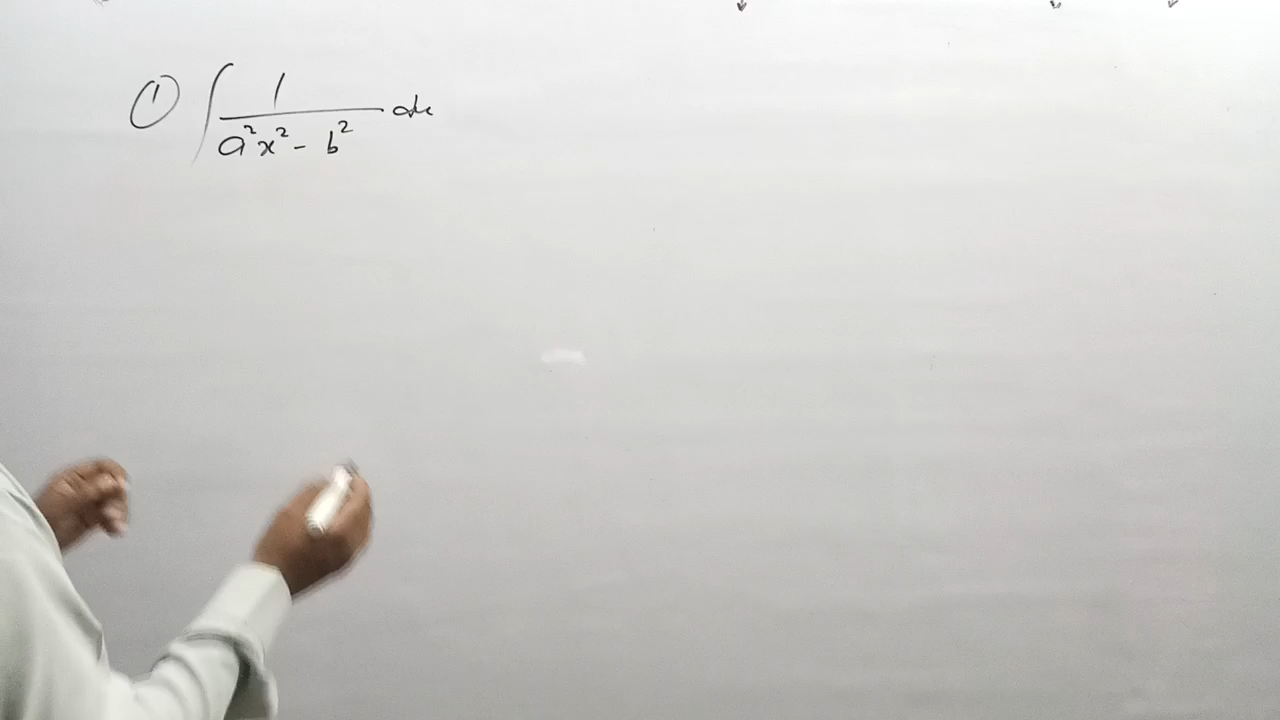 ① ∫ 1 / (a²x² - b²) dx